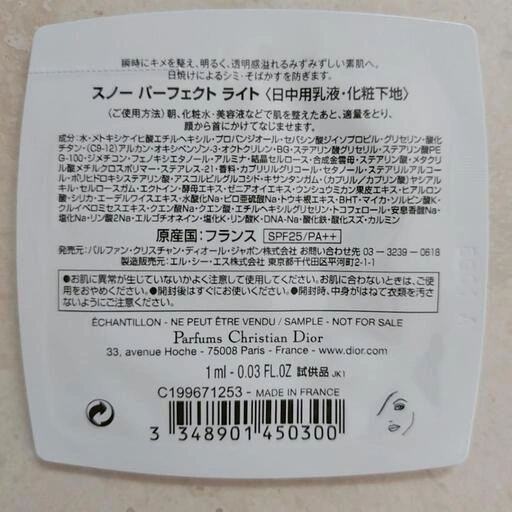 瞬時にキメを整え、明るく、透明感溢れるみずみずしい素肌へ。
日焼けによるシミ・そばかすを防ぎます。
スノー パーフェクト ライト〈日中用乳液・化粧下地〉
〈ご使用方法〉朝、化粧水・美容液などで肌を整えたあと、適量をとり、
顔から首にかけてなじませます。
成分:水・メトキシケイヒ酸エチルヘキシル・プロパンジオール・セバシン酸ジイソプロピル・グリセリン・酸化
チタン・(C9-12)アルカン・オキシベンゾン-3・オクトクリレン・BG・ステアリン酸グリセリル・ステアリン酸PE
G-100・ジメチコン・フェノキシエタノール・アルミナ・結晶セルロース・合成金雲母・ステアリン酸・メタクリ
ル酸メチルクロスポリマー・ステアレス-21・香料・カプリリルグリコール・セタノール・ステアリルアルコー
ル・ポリヒドロキシステアリン酸・アスコルビルグルコシド・キサンタンガム・(カプリル/カプリン酸)ヤシアル
キル・セルロースガム・エクトイン・酵母エキス・ゼニアオイエキス・ウンシュウミカン果皮エキス・ヒアルロン
酸・シリカ・エーデルワイスエキス・水酸化Na・ピロ亜硫酸Na・トウキ根エキス・BHT・マイカ・ソルビン酸K・
クルイベロミセスエキス・クエン酸Na・クエン酸・エチルヘキシルグリセリン・トコフェロール・安息香酸Na・
塩化Na・リン酸2Na・エルゴチオネイン・塩化K・リン酸K・DNA-Na・酸化鉄・酸化スズ・カルミン
原産国:フランス SPF25/PA++
発売元:パルファン・クリスチャン・ディオール・ジャポン株式会社 お問い合せ先 03-3239-0618
製造販売元:エル・シー・エス株式会社 東京都千代田区平河町2-1-1
●お肌に異常が生じていないかよく注意して使用してください。お肌に合わないときは、ご使
用をおやめください。●開封後はすぐにお使いください。●開封時、中身がはねて衣類を汚さ
ないようにご注意ください。
ÉCHANTILLON - NE PEUT ÊTRE VENDU / SAMPLE - NOT FOR SALE
Parfums Christian Dior
33, avenue Hoche - 75008 Paris - France - www.dior.com
1 ml - 0.03 FL.OZ 試供品 JK1
C199671253 - MADE IN FRANCE
3 348901 450300